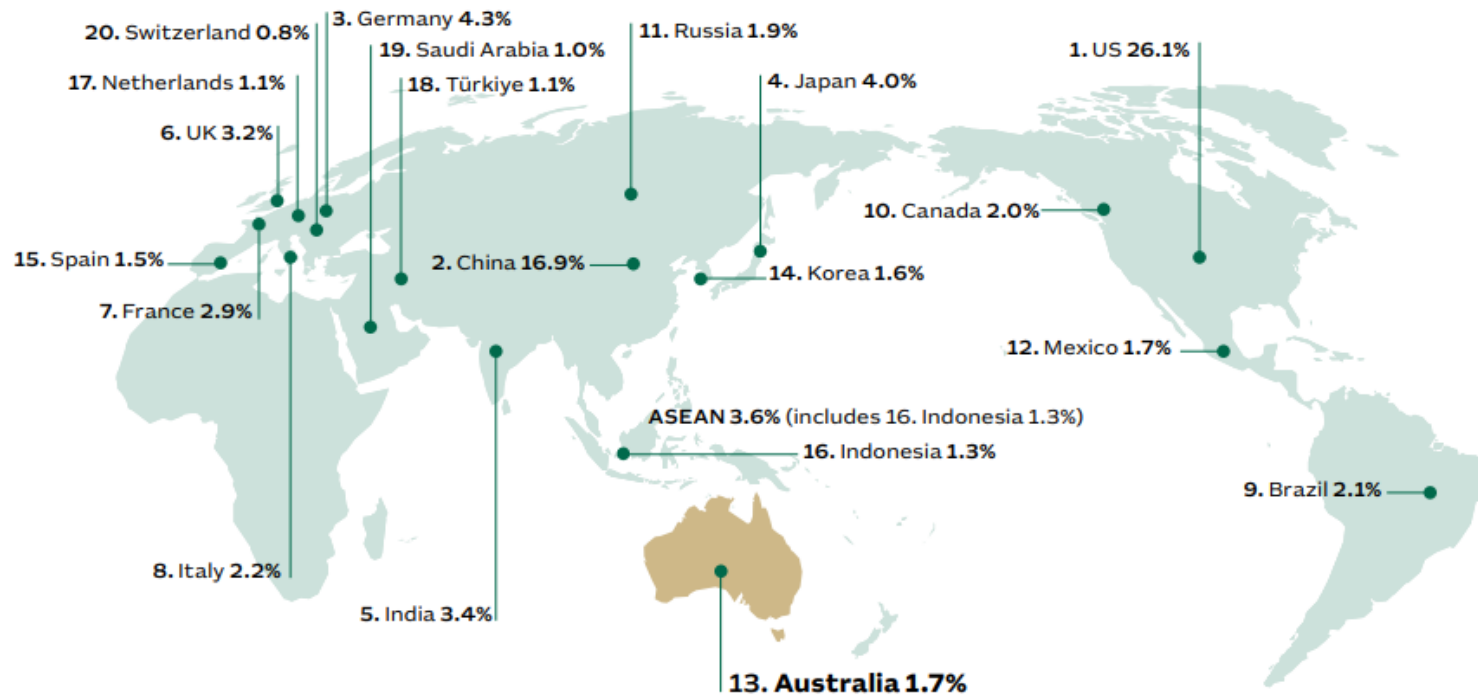 3. Germany 4.3%
20. Switzerland 0.8%
11. Russia 1.9%
19. Saudi Arabia 1.0%
1. US 26.1%
17. Netherlands 1.1%
18. Türkiye 1.1%
4. Japan 4.0%
6. UK 3.2%
10. Canada 2.0%
15. Spain 1.5%
2. China 16.9%
14. Korea 1.6%
7. France 2.9%
12. Mexico 1.7%
ASEAN 3.6% (includes 16. Indonesia 1.3%)
16. Indonesia 1.3%
9. Brazil 2.1%
8. Italy 2.2%
5. India 3.4%
13. Australia 1.7%